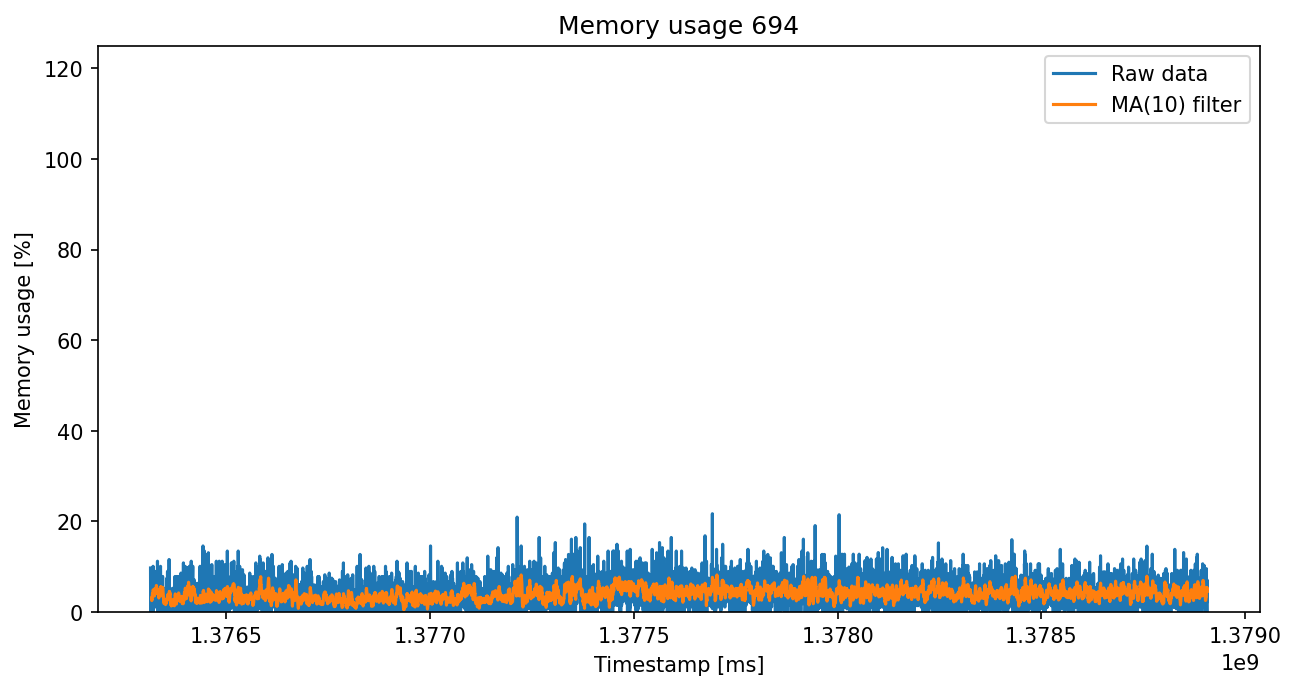 Memory usage 694
Raw data
MA(10) filter
120
100
80
60
40
20
0
Memory usage [%]
1.3765 1.3770 1.3775 1.3780 1.3785 1.3790
1e9
Timestamp [ms]